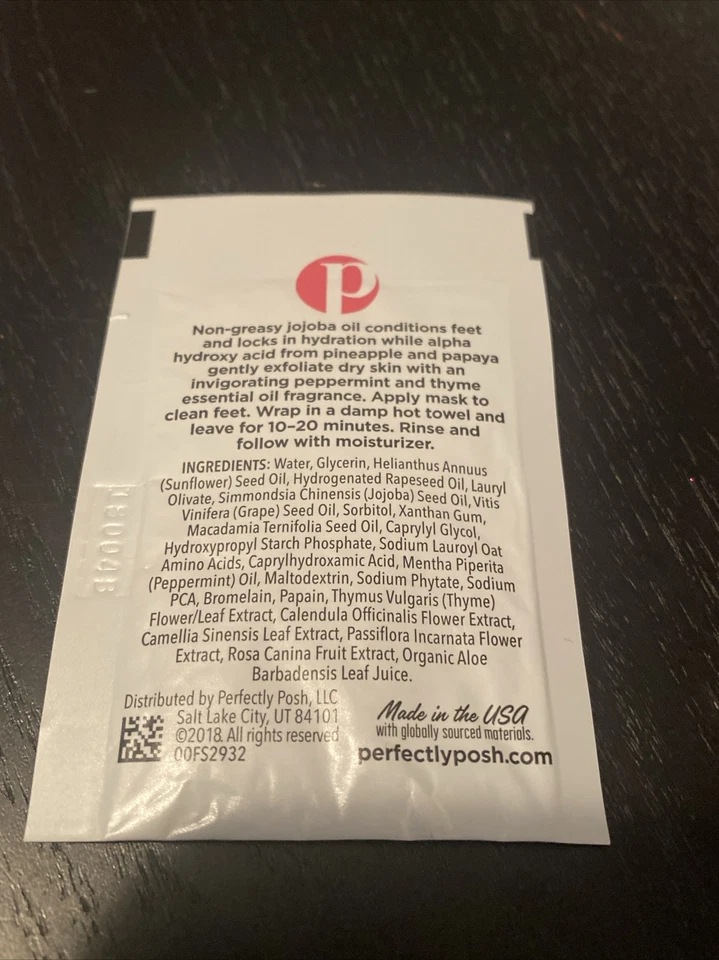 p
Non-greasy jojoba oil conditions feet
and locks in hydration while alpha
hydroxy acid from pineapple and papaya
gently exfoliate dry skin with an
invigorating peppermint and thyme
essential oil fragrance. Apply mask to
clean feet. Wrap in a damp hot towel and
leave for 10–20 minutes. Rinse and
follow with moisturizer.
INGREDIENTS: Water, Glycerin, Helianthus Annuus
(Sunflower) Seed Oil, Hydrogenated Rapeseed Oil, Lauryl
Olivate, Simmondsia Chinensis (Jojoba) Seed Oil, Vitis
Vinifera (Grape) Seed Oil, Sorbitol, Xanthan Gum,
Macadamia Ternifolia Seed Oil, Caprylyl Glycol,
Hydroxypropyl Starch Phosphate, Sodium Lauroyl Oat
Amino Acids, Caprylhydroxamic Acid, Mentha Piperita
(Peppermint) Oil, Maltodextrin, Sodium Phytate, Sodium
PCA, Bromelain, Papain, Thymus Vulgaris (Thyme)
Flower/Leaf Extract, Calendula Officinalis Flower Extract,
Camellia Sinensis Leaf Extract, Passiflora Incarnata Flower
Extract, Rosa Canina Fruit Extract, Organic Aloe
Barbadensis Leaf Juice.
Distributed by Perfectly Posh, LLC
Salt Lake City, UT 84101
©2018 All rights reserved
00FS2932
Made in the USA
with globally sourced materials.
perfectlyposh.com